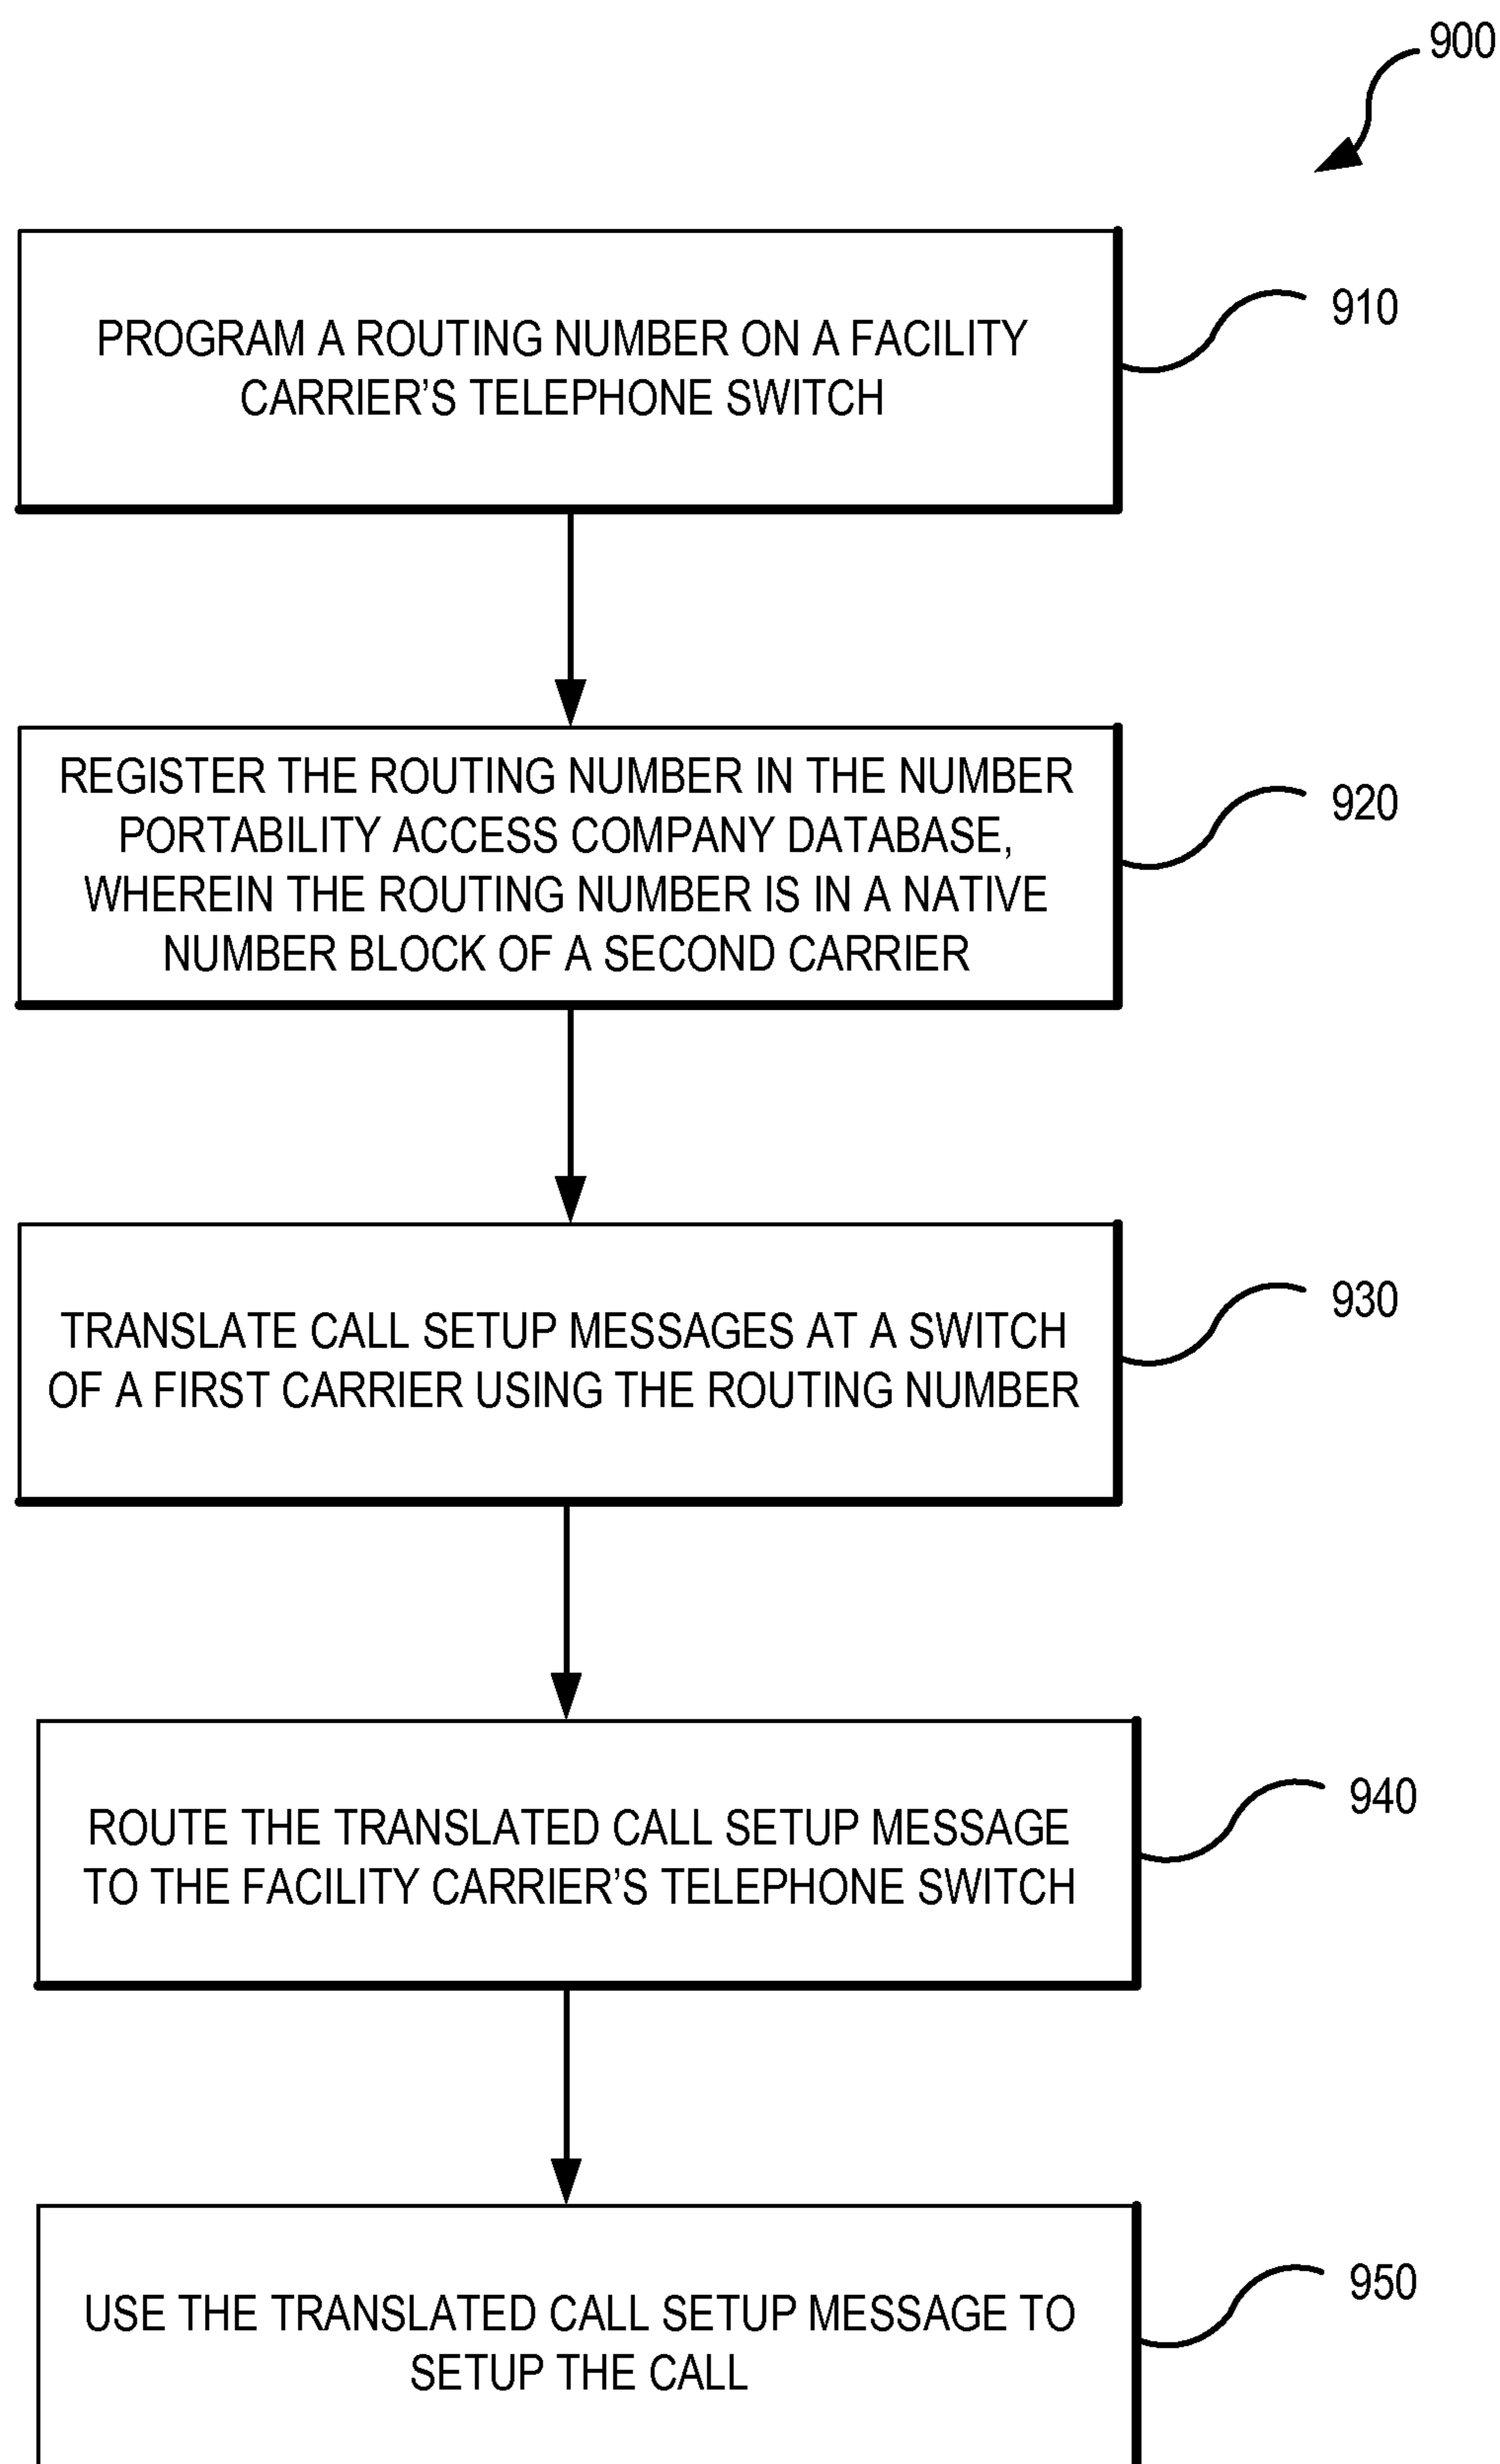 900
PROGRAM A ROUTING NUMBER ON A FACILITY
CARRIER'S TELEPHONE SWITCH
910
REGISTER THE ROUTING NUMBER IN THE NUMBER
PORTABILITY ACCESS COMPANY DATABASE,
WHEREIN THE ROUTING NUMBER IS IN A NATIVE
NUMBER BLOCK OF A SECOND CARRIER
920
TRANSLATE CALL SETUP MESSAGES AT A SWITCH
OF A FIRST CARRIER USING THE ROUTING NUMBER
930
ROUTE THE TRANSLATED CALL SETUP MESSAGE
TO THE FACILITY CARRIER'S TELEPHONE SWITCH
940
USE THE TRANSLATED CALL SETUP MESSAGE TO
SETUP THE CALL
950